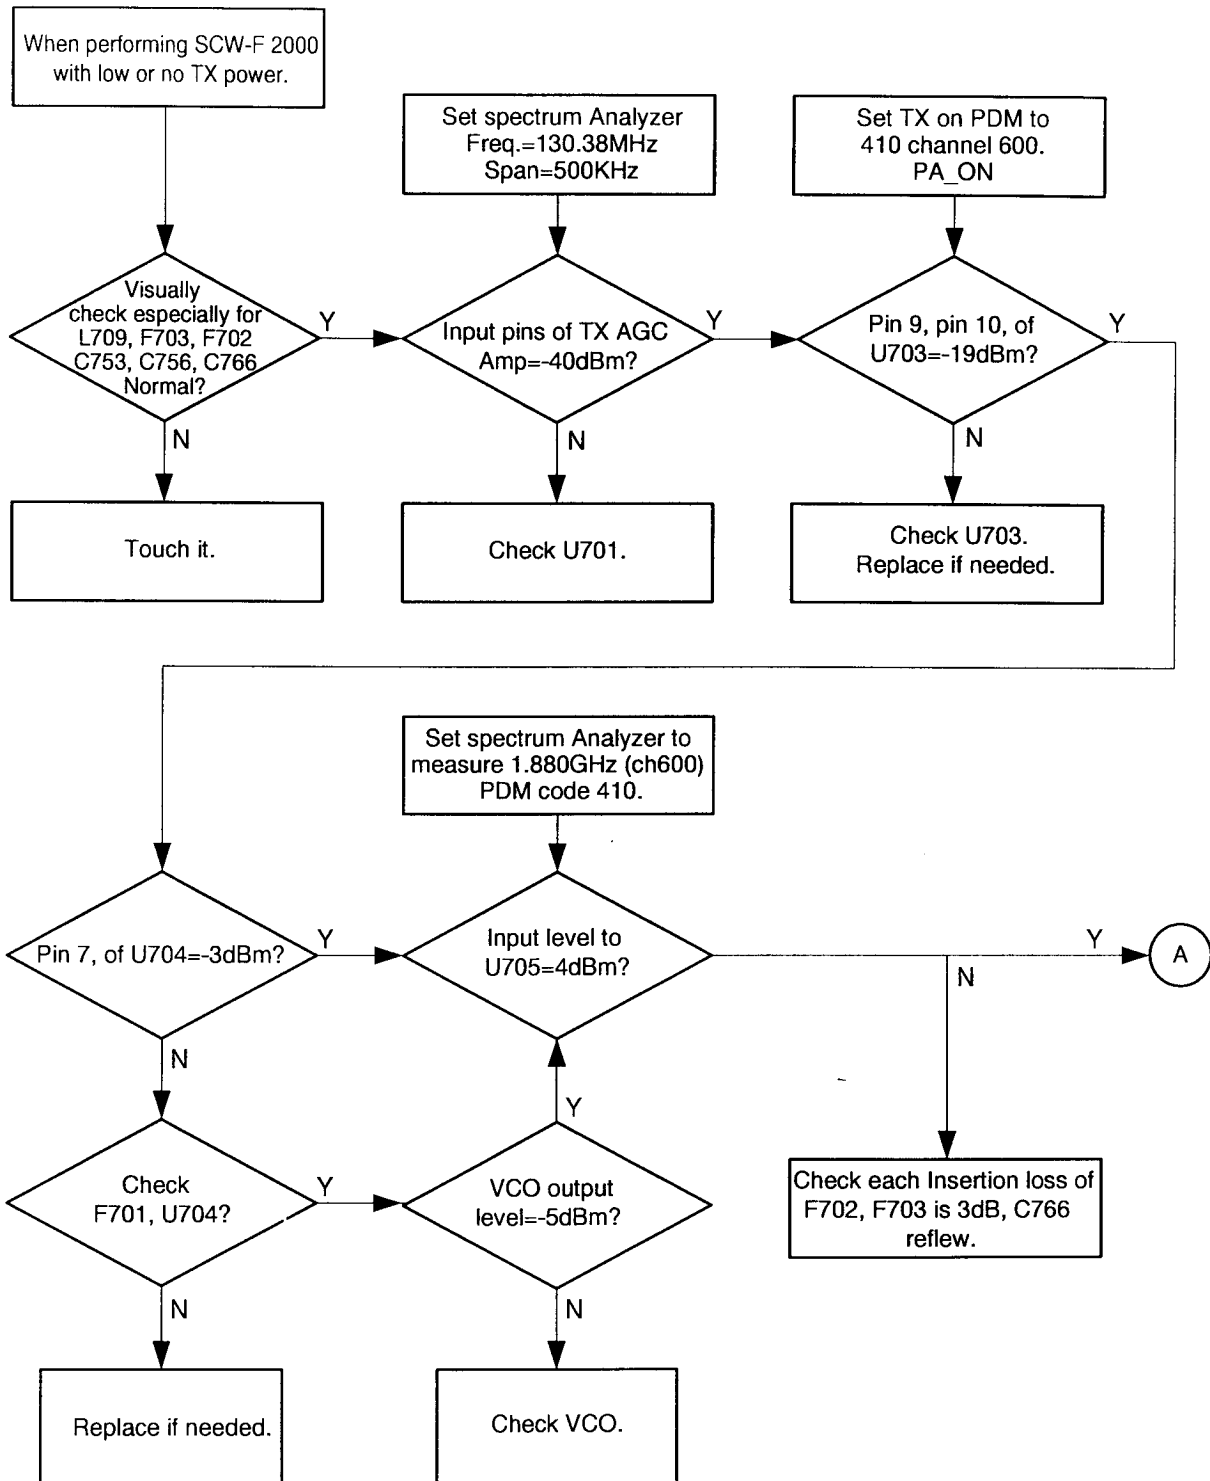 When performing SCW-F 2000
with low or no TX power.
Set spectrum Analyzer
Freq.=130.38MHz
Span=500KHz
Set TX on PDM to
410 channel 600.
PA_ON
Visually
check especially for
L709, F703, F702
C753, C756, C766
Normal?
Y
N
Input pins of TX AGC
Amp=-40dBm?
Y
N
Pin 9, pin 10, of
U703=-19dBm?
Y
N
Touch it.
Check U701.
Check U703.
Replace if needed.
Set spectrum Analyzer to
measure 1.880GHz (ch600)
PDM code 410.
Pin 7, of U704=-3dBm?
Y
N
Input level to
U705=4dBm?
Y
N
A
Check
F701, U704?
Y
N
VCO output
level=-5dBm?
Y
N
Check each Insertion loss of
F702, F703 is 3dB, C766
reflew.
Replace if needed.
Check VCO.